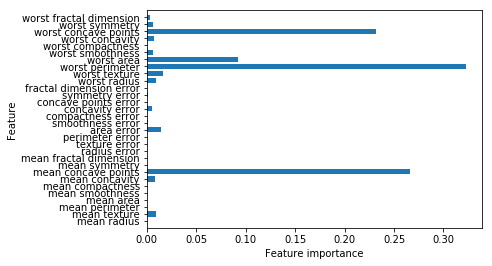 worst fractal dimension
worst symmetry
worst concave points
worst concavity
worst compactness
worst smoothness
worst area
worst perimeter
worst texture
worst radius
fractal dimension error
symmetry error
concave points error
concavity error
compactness error
smoothness error
area error
perimeter error
texture error
radius error
mean fractal dimension
mean symmetry
mean concave points
mean concavity
mean compactness
mean smoothness
mean area
mean perimeter
mean texture
mean radius
Feature
0.00 0.05 0.10 0.15 0.20 0.25 0.30
Feature importance